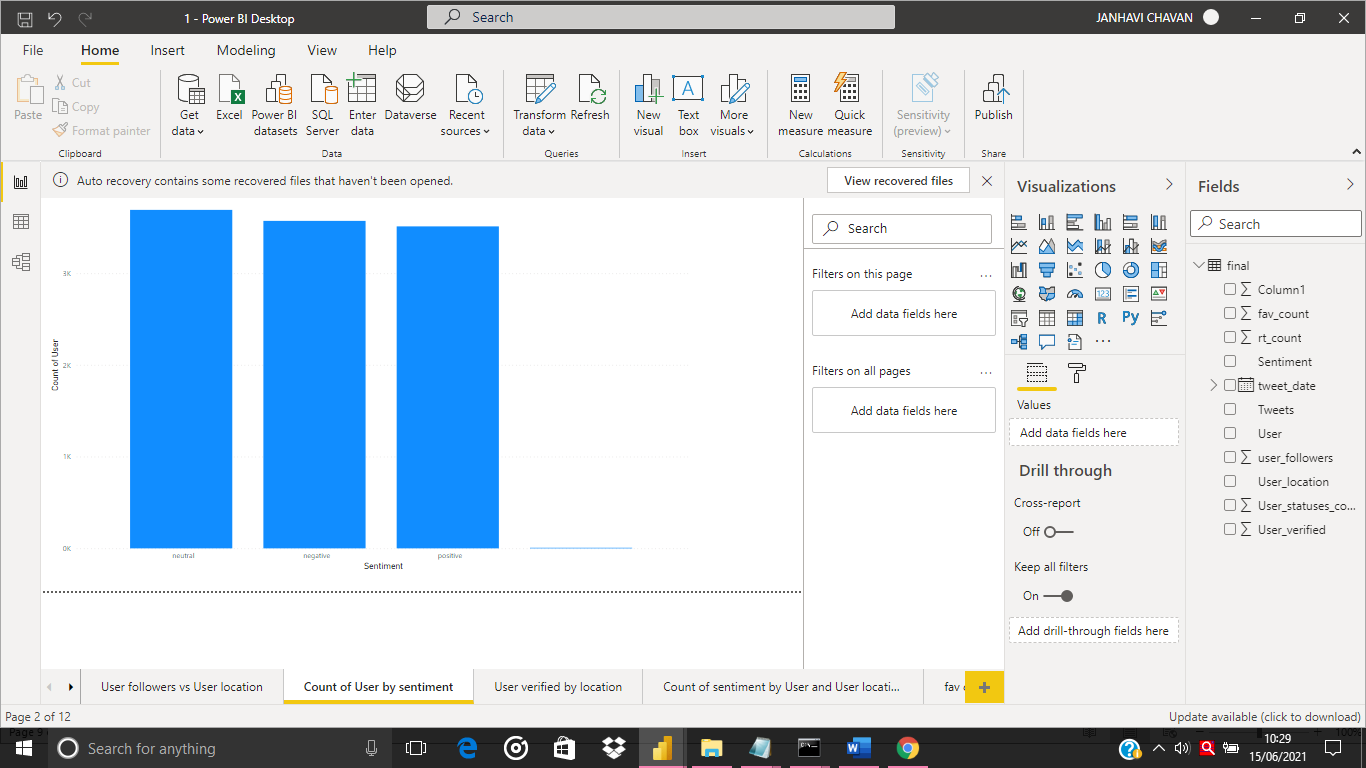 1 - Power BI Desktop
Search
JANHAVI CHAVAN
File
Home
Insert
Modeling
View
Help
Paste
Cut
Copy
Format painter
Clipboard
Get data
Excel
Power BI datasets
SQL Server
Enter data
Dataverse
Recent sources
Data
Transform data
Refresh
Queries
New visual
Text box
More visuals
Insert
New measure
Quick measure
Calculations
Sensitivity (preview)
Sensitivity
Publish
Share
Auto recovery contains some recovered files that haven't been opened.
View recovered files
3K
2K
1K
0K
Count of User
neutral
negative
positive
Sentiment
Search
Filters on this page
...
Add data fields here
Filters on all pages
...
Add data fields here
Visualizations
123
R
Py
...
Values
Add data fields here
Drill through
Cross-report
Off
Keep all filters
On
Add drill-through fields here
Fields
Search
final
Column1
fav_count
rt_count
Sentiment
tweet_date
Tweets
User
user_followers
User_location
User_statuses_co...
User_verified
User followers vs User location
Count of User by sentiment
User verified by location
Count of sentiment by User and User locati...
fav
Page 2 of 12
Update available (click to download)
Search for anything
10:29
15/06/2021